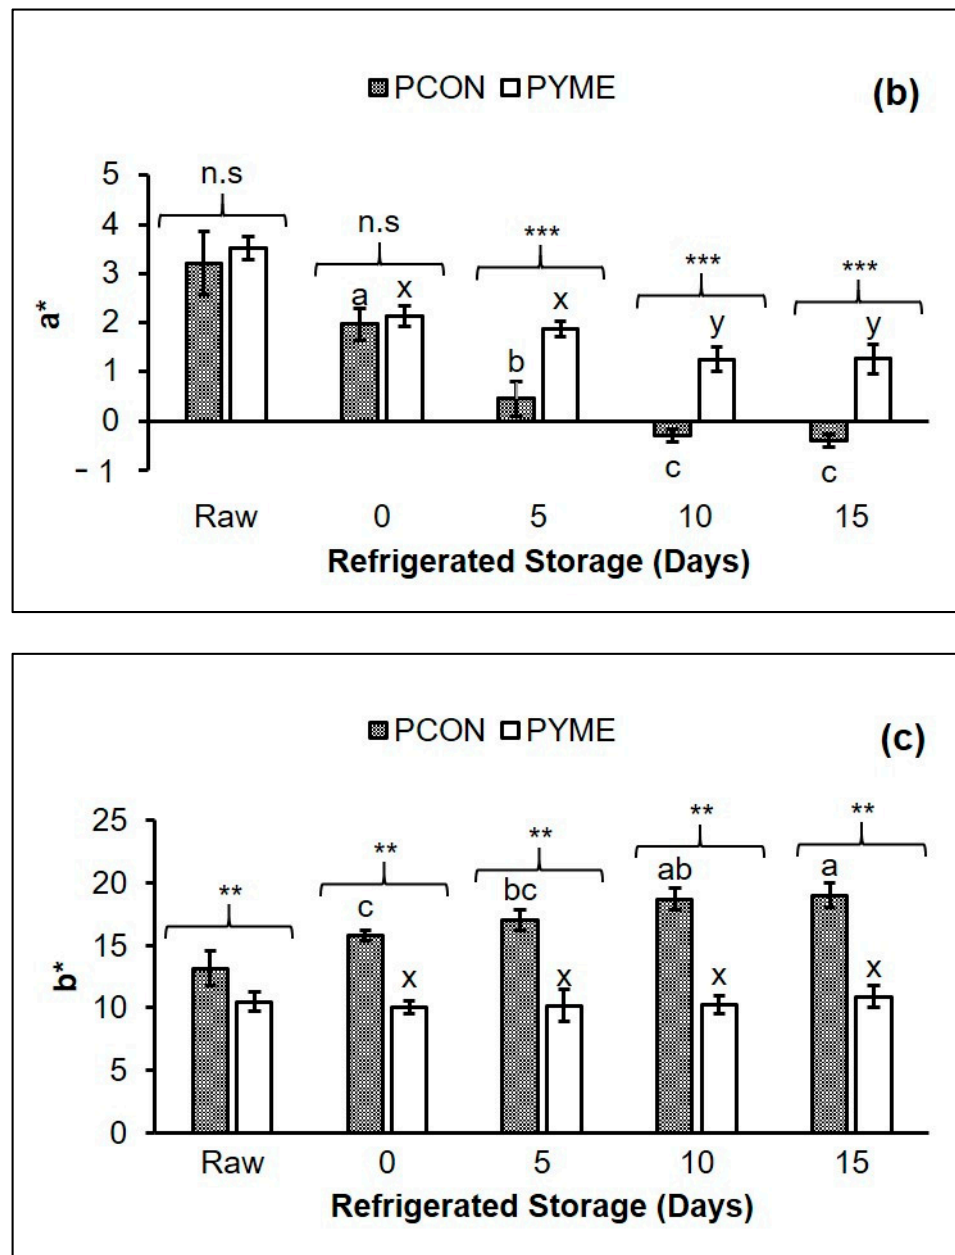 PCON PYME
(b)
5
4
3
2
1
0
− 1
a*
n.s
n.s
***
***
***
a x
b x
c y
c y
Raw 0 5 10 15
Refrigerated Storage (Days)
PCON PYME
(c)
25
20
15
10
5
0
b*
**
**
**
**
**
c x
bc x
ab x
a x
Raw 0 5 10 15
Refrigerated Storage (Days)